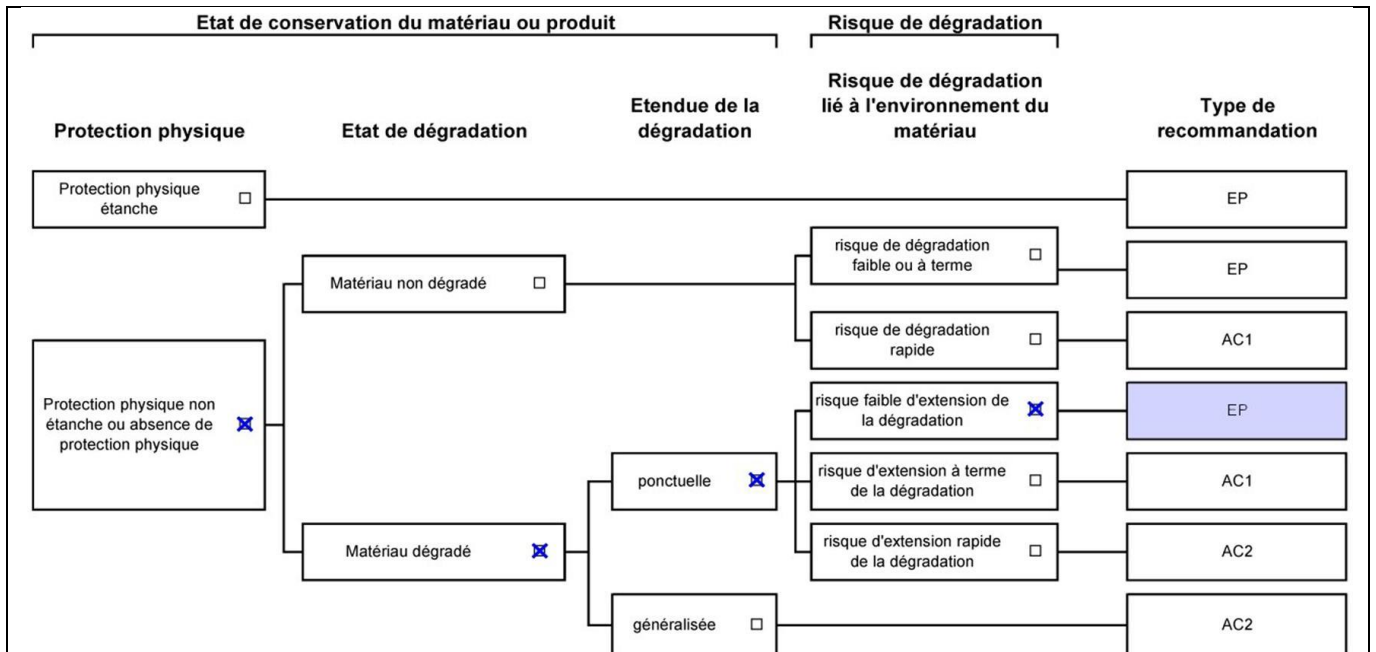 Etat de conservation du matériau ou produit
Risque de dégradation
Protection physique
Etat de dégradation
Etendue de la
dégradation
Risque de dégradation
lié à l'environnement du
matériau
Type de
recommandation
Protection physique
étanche
EP
Matériau non dégradé
risque de dégradation
faible ou à terme
EP
risque de dégradation
rapide
AC1
Protection physique non
étanche ou absence de
protection physique
risque faible d'extension de
la dégradation
EP
ponctuelle
risque d'extension à terme
de la dégradation
AC1
Matériau dégradé
risque d'extension rapide
de la dégradation
AC2
généralisée
AC2